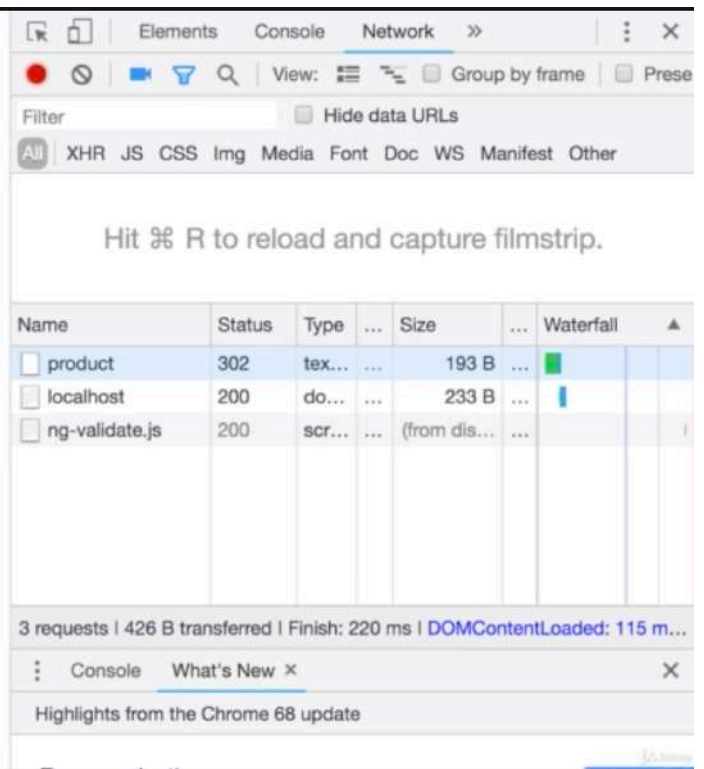 Elements Console Network »
View: Group by frame Prese
Filter Hide data URLs
All XHR JS CSS Img Media Font Doc WS Manifest Other
Hit ⌘ R to reload and capture filmstrip.
Name Status Type ... Size ... Waterfall ▲
product 302 tex... ... 193 B ...
localhost 200 do... ... 233 B ...
ng-validate.js 200 scr... ... (from dis... ...
3 requests | 426 B transferred | Finish: 220 ms | DOMContentLoaded: 115 m...
Console What's New ×
Highlights from the Chrome 68 update